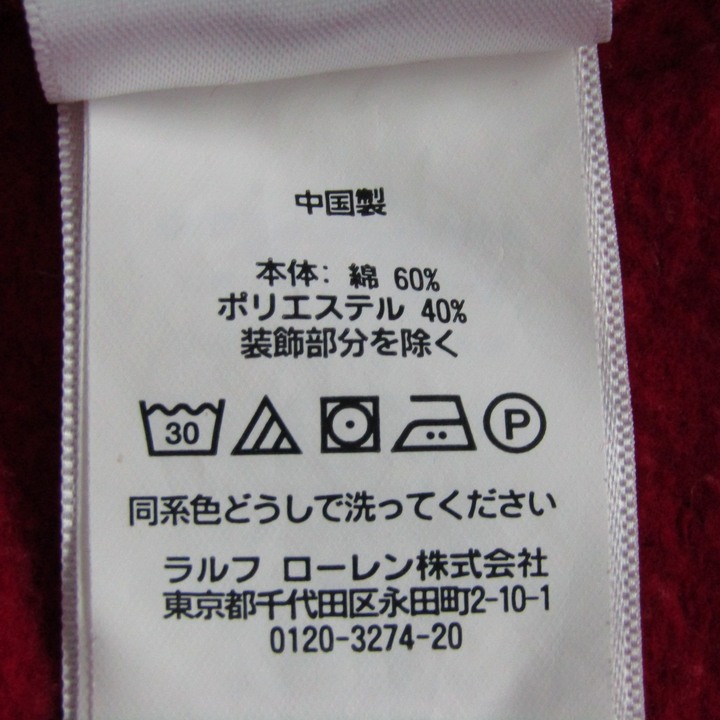 中国製
本体: 綿 60%
ポリエステル 40%
装飾部分を除く
30 P
同系色どうしで洗ってください
ラルフ ローレン株式会社
東京都千代田区永田町2-10-1
0120-3274-20